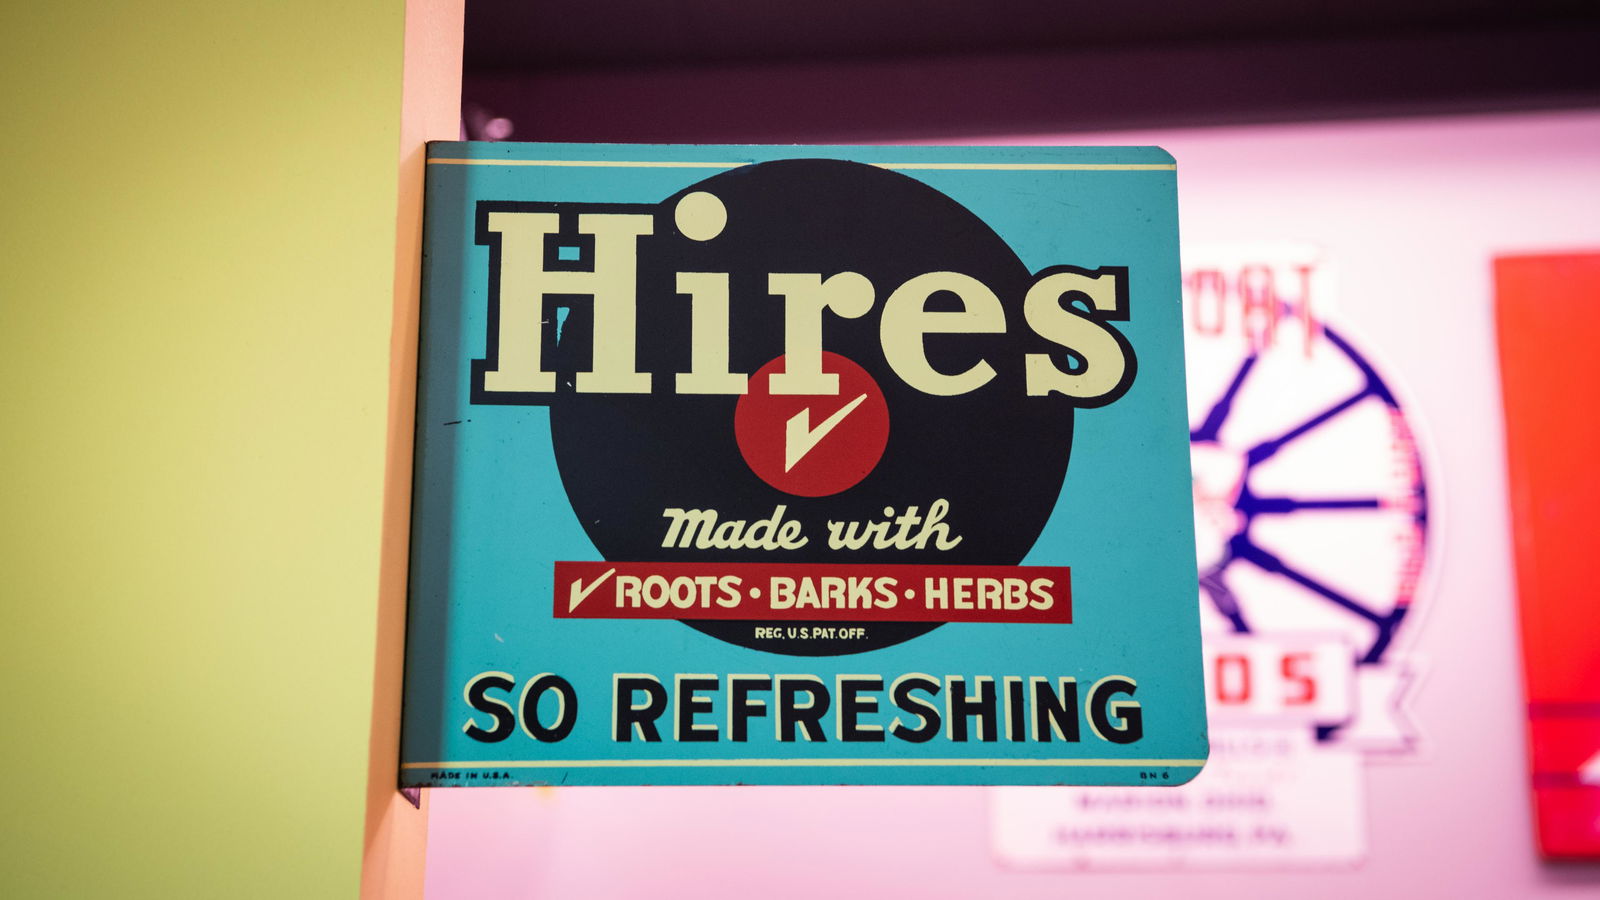 Hires
Made with
ROOTS • BARKS • HERBS
REG. U.S. PAT. OFF.
SO REFRESHING
MADE IN U.S.A.
BN 6